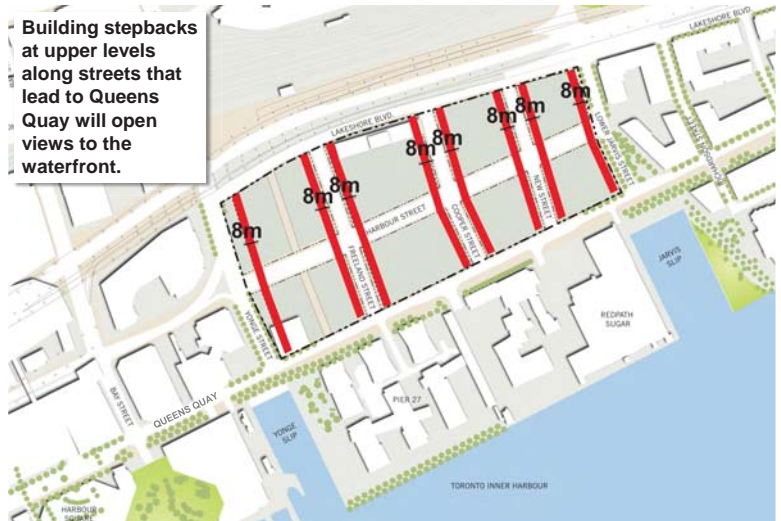 Building stepbacks
at upper levels
along streets that
lead to Queens
Quay will open
views to the
waterfront.
LAKESHORE BLVD.
LAKESHORE BLVD.
8m
8m
8m
8m
8m
8m
8m
8m
HARBOUR STREET
FREELAND STREET
COOPER STREET
NEW STREET
LOWER JARVIS STREET
RICHARDSON STREET
YONGE STREET
BAY STREET
QUEENS QUAY
JARVIS
SLIP
REDPATH
SUGAR
PIER 27
YONGE
SLIP
TORONTO INNER HARBOUR
HARBOUR
SQUARE